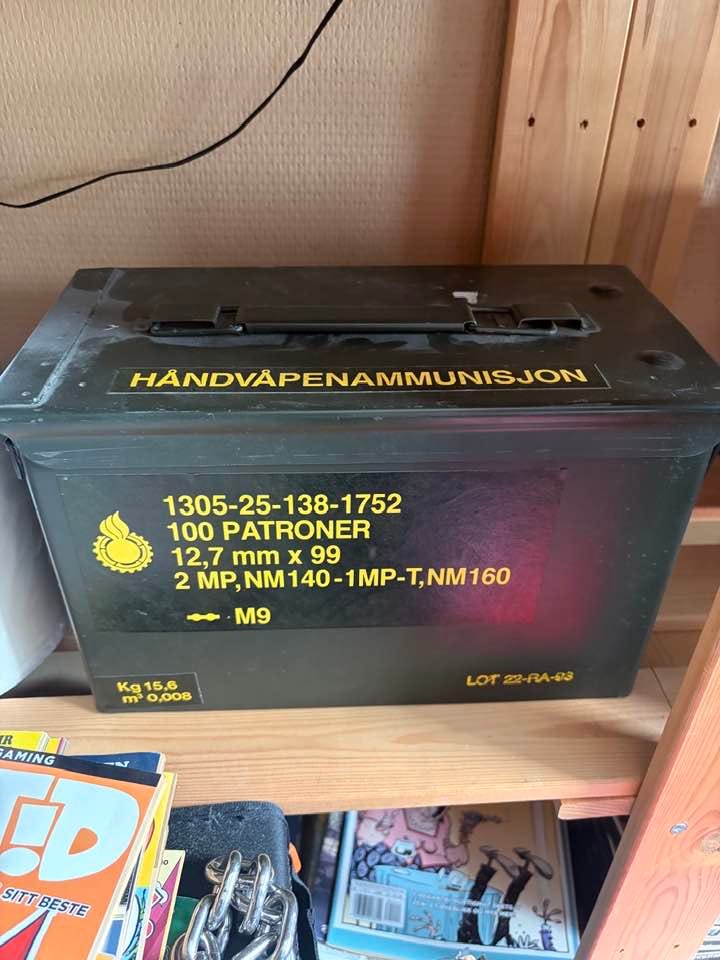 HÅNDVÅPENAMMUNISJON
1305-25-138-1752
100 PATRONER
12,7 mm x 99
2 MP,NM140-1MP-T,NM160
M9
Kg 15,6
m³ 0,008
LOT 22-RA-93
GAMING
SITT BESTE